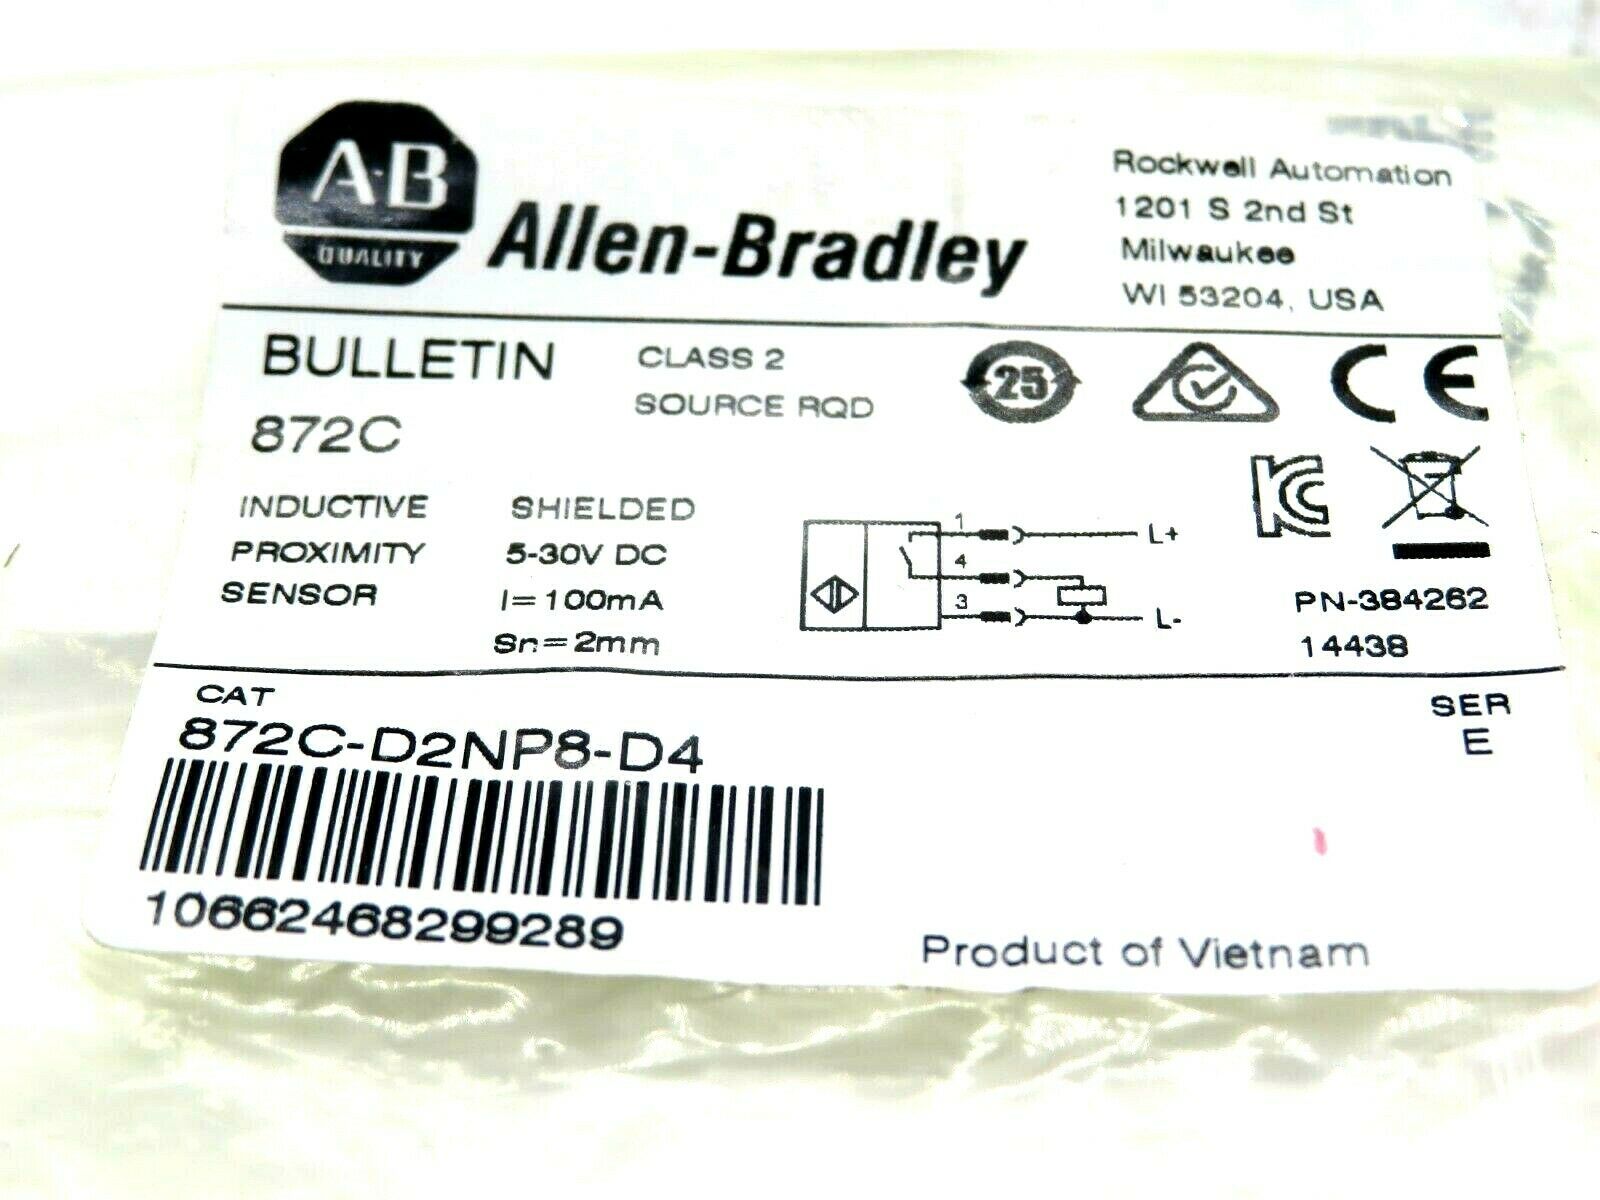 A-B
QUALITY
Allen-Bradley
Rockwell Automation
1201 S 2nd St
Milwaukee
WI 53204, USA
BULLETIN
872C
CLASS 2
SOURCE RQD
25
CE
INDUCTIVE
PROXIMITY
SENSOR
SHIELDED
5-30V DC
I=100mA
Sn=2mm
1
L+
4
3
L-
KC
PN-384262
14438
CAT
872C-D2NP8-D4
SER
E
10662468299289
Product of Vietnam